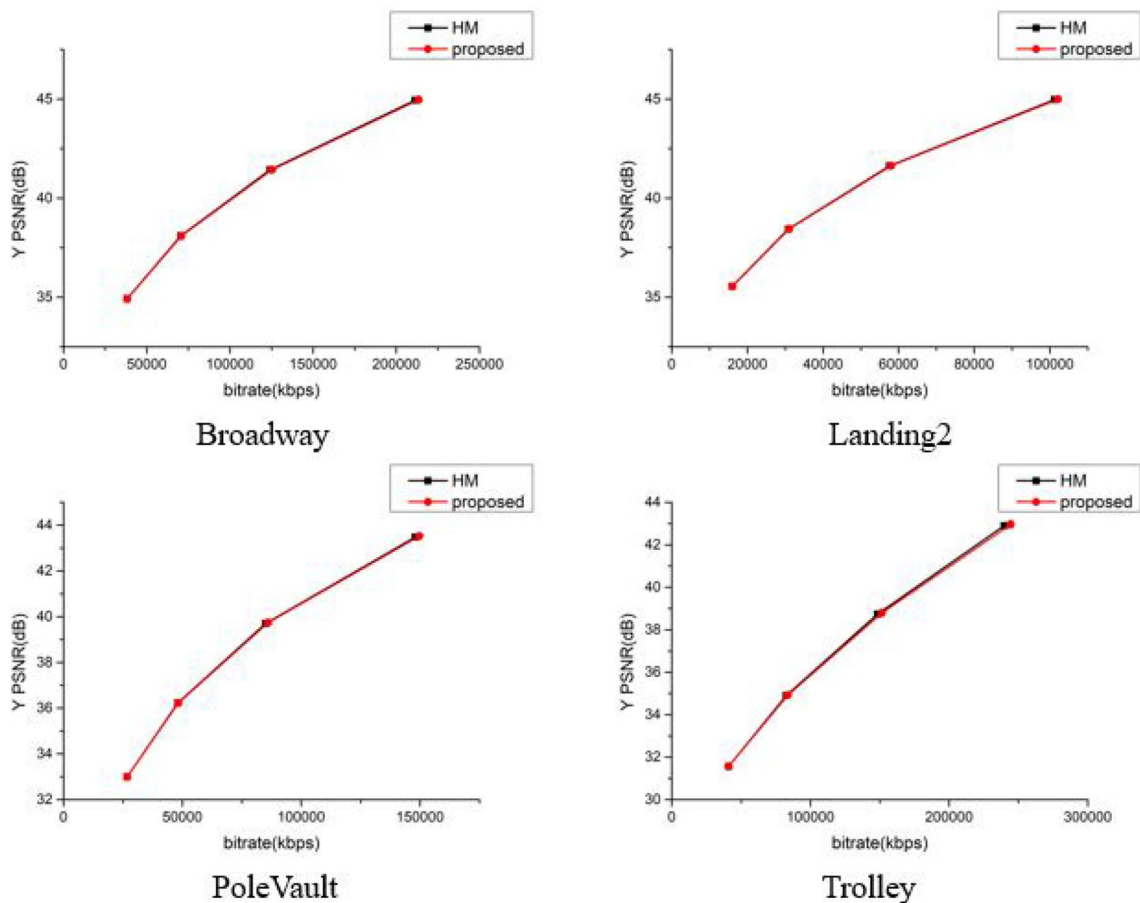 HM
proposed
45
40
35
Y PSNR(dB)
0 50000 100000 150000 200000 250000
bitrate(kbps)
Broadway
HM
proposed
45
40
35
Y PSNR(dB)
0 20000 40000 60000 80000 100000
bitrate(kbps)
Landing2
HM
proposed
44
42
40
38
36
34
32
Y PSNR(dB)
0 50000 100000 150000
bitrate(kbps)
PoleVault
HM
proposed
44
42
40
38
36
34
32
30
Y PSNR(dB)
0 100000 200000 300000
bitrate(kbps)
Trolley